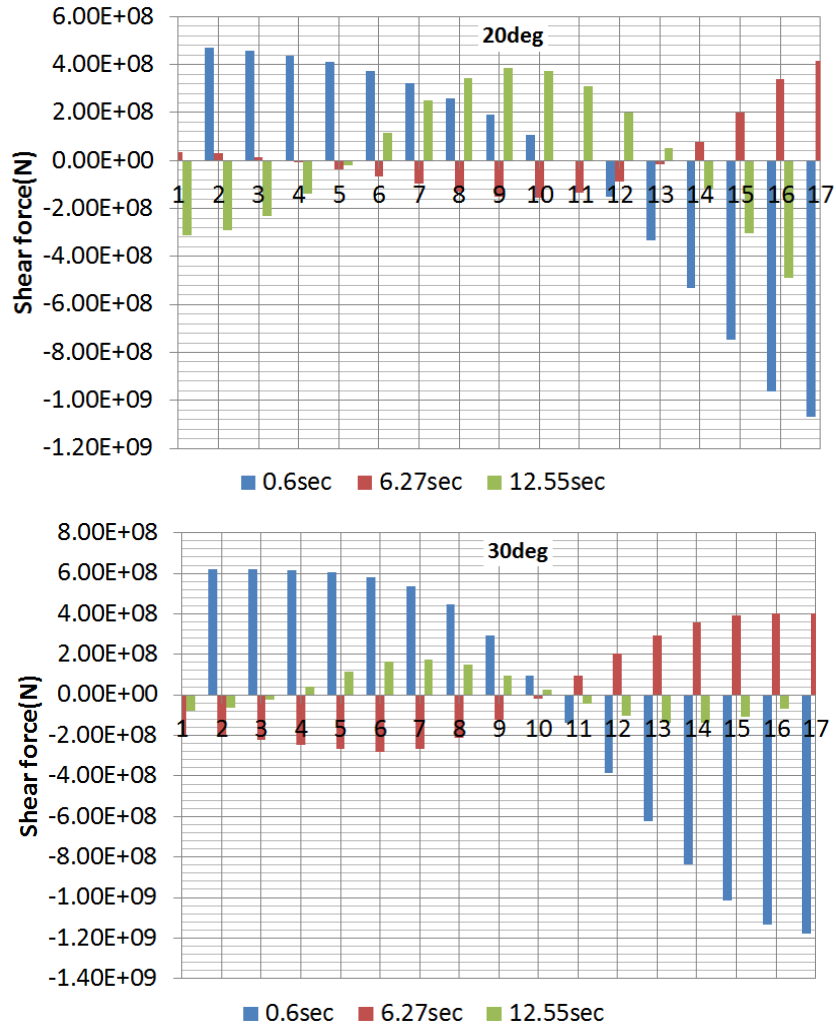 6.00E+08
20deg
4.00E+08
2.00E+08
0.00E+00
1 2 3 4 5 6 7 8 9 10 11 12 13 14 15 16 17
-2.00E+08
-4.00E+08
-6.00E+08
-8.00E+08
-1.00E+09
-1.20E+09
Shear force(N)
0.6sec 6.27sec 12.55sec
8.00E+08
30deg
6.00E+08
4.00E+08
2.00E+08
0.00E+00
1 2 3 4 5 6 7 8 9 10 11 12 13 14 15 16 17
-2.00E+08
-4.00E+08
-6.00E+08
-8.00E+08
-1.00E+09
-1.20E+09
-1.40E+09
Shear force(N)
0.6sec 6.27sec 12.55sec